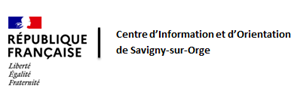 RÉPUBLIQUE
FRANÇAISE
Liberté
Égalité
Fraternité
Centre d'Information et d'Orientation
de Savigny-sur-Orge